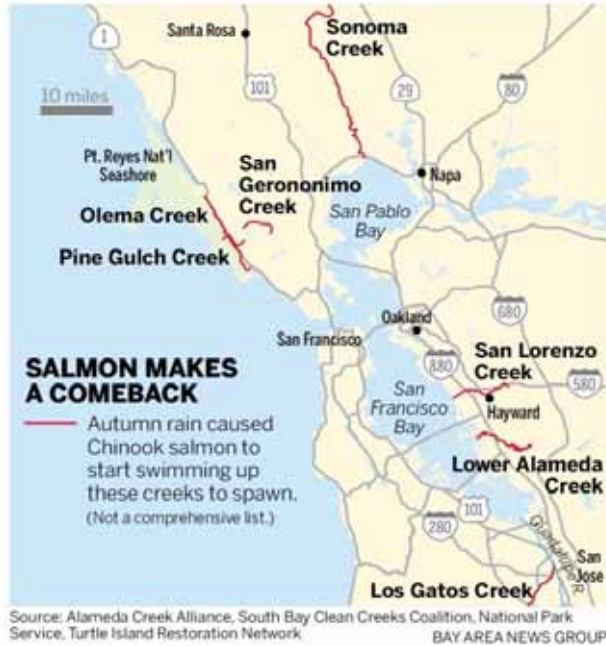 1
Santa Rosa
Sonoma
Creek
101
29
80
10 miles
Pt. Reyes Nat'l
Seashore
San
Gerononimo
Creek
Napa
Olema Creek
San Pablo
Bay
Pine Gulch Creek
680
Oakland
San Francisco
880
San Lorenzo
Creek
580
SALMON MAKES
A COMEBACK
Autumn rain caused
Chinook salmon to
start swimming up
these creeks to spawn.
(Not a comprehensive list.)
San
Francisco
Bay
Hayward
Lower Alameda
Creek
101
280
Guadalupe R.
San
Jose
Los Gatos Creek
Source: Alameda Creek Alliance, South Bay Clean Creeks Coalition, National Park
Service, Turtle Island Restoration Network
BAY AREA NEWS GROUP